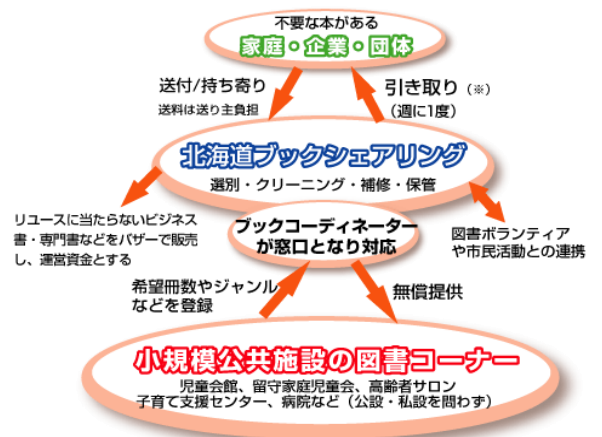 不要な本がある
家庭・企業・団体
送付/持ち寄り
送料は送り主負担
引き取り（※）
（週に1度）
北海道ブックシェアリング
選別・クリーニング・補修・保管
リユースに当たらないビジネス
書・専門書などをバザーで販売
し、運営資金とする
ブックコーディネーター
が窓口となり対応
図書ボランティア
や市民活動との連携
希望冊数やジャンル
などを登録
無償提供
小規模公共施設の図書コーナー
児童会館、留守家庭児童会、高齢者サロン
子育て支援センター、病院など（公設・私設を問わず）